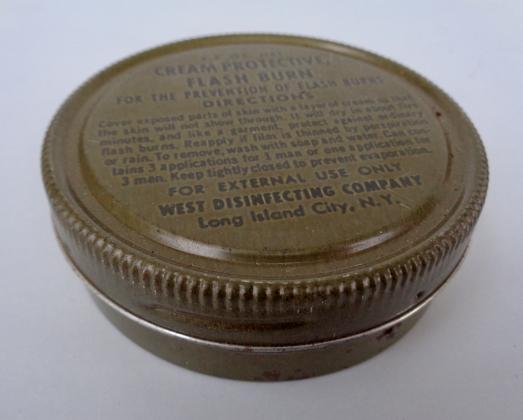 CREAM-PROTECTIVE,
FLASH BURN
FOR THE PREVENTION OF FLASH BURNS
DIRECTIONS
Cover exposed parts of skin with a layer of cream so that
the skin will not show through. It will dry in about five
minutes, and like a garment, protect against ordinary
flash burns. Reapply if film is thinned by perspiration
or rain. To remove, wash with soap and water. Can con-
tains 3 applications for 1 man or one application for
3 men. Keep tightly closed to prevent evaporation.
FOR EXTERNAL USE ONLY
WEST DISINFECTING COMPANY
Long Island City, N.Y.